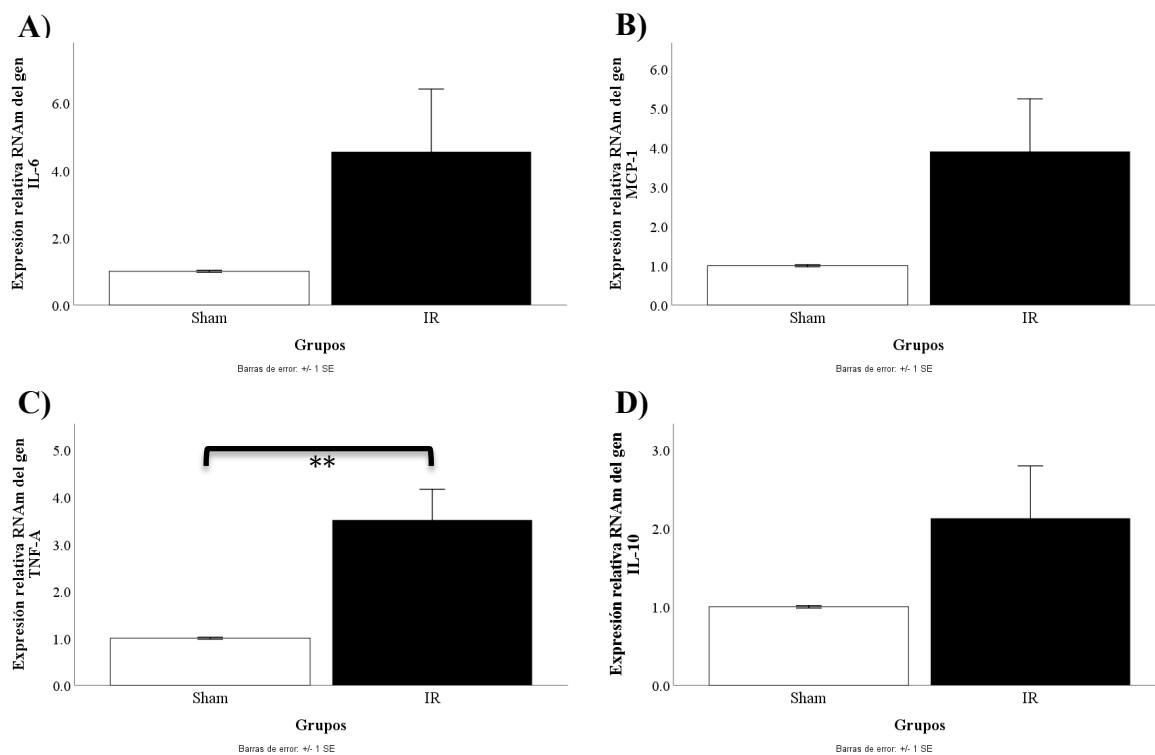 A)
Expresión relativa RNAm del gen
IL-6
6.0
4.0
2.0
0.0
Sham
IR
Grupos
Barras de error: +/- 1 SE
B)
Expresión relativa RNAm del gen
MCP-1
6.0
5.0
4.0
3.0
2.0
1.0
0.0
Sham
IR
Grupos
Barras de error: +/- 1 SE
C)
Expresión relativa RNAm del gen
TNF-A
5.0
4.0
3.0
2.0
1.0
0.0
**
Sham
IR
Grupos
Barras de error: +/- 1 SE
D)
Expresión relativa RNAm del gen
IL-10
3.0
2.0
1.0
0.0
Sham
IR
Grupos
Barras de error: +/- 1 SE